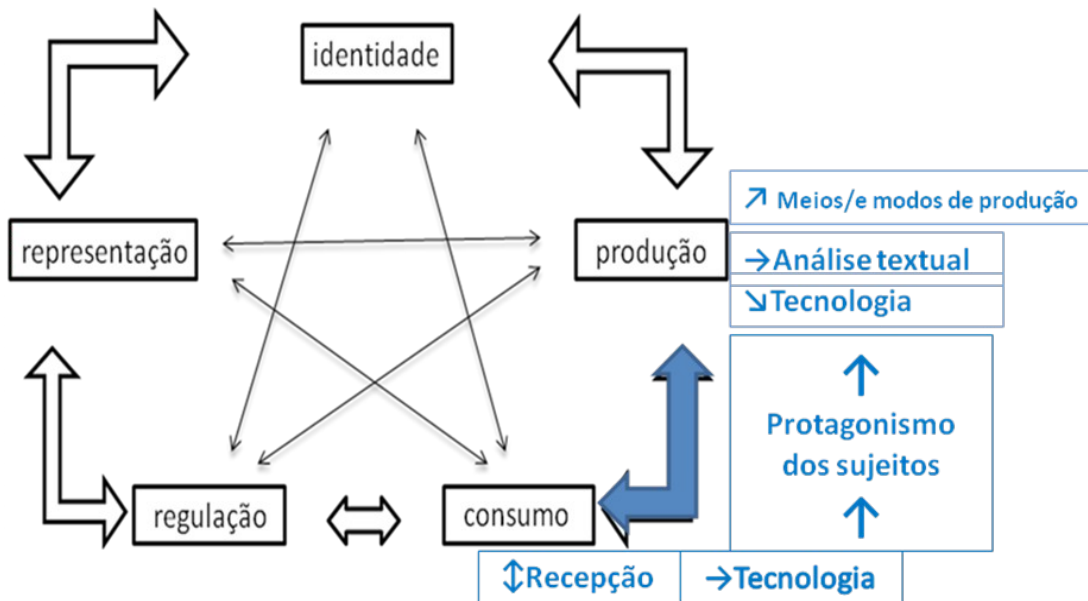 identidade
↗ Meios/e modos de produção
representação
produção
→Análise textual
↘Tecnologia
↑
Protagonismo
dos sujeitos
↑
regulação
consumo
↕Recepção
→Tecnologia